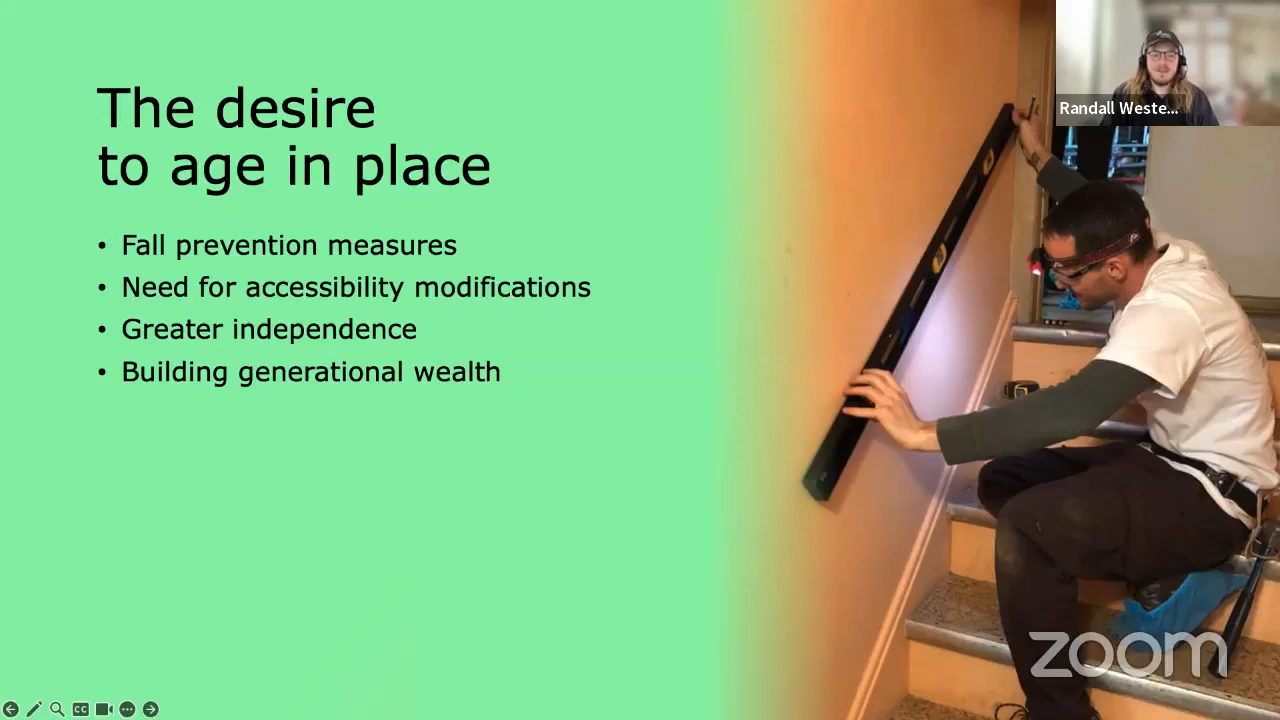 The desire
to age in place
• Fall prevention measures
• Need for accessibility modifications
• Greater independence
• Building generational wealth
Randall Weste...
zoom
CC